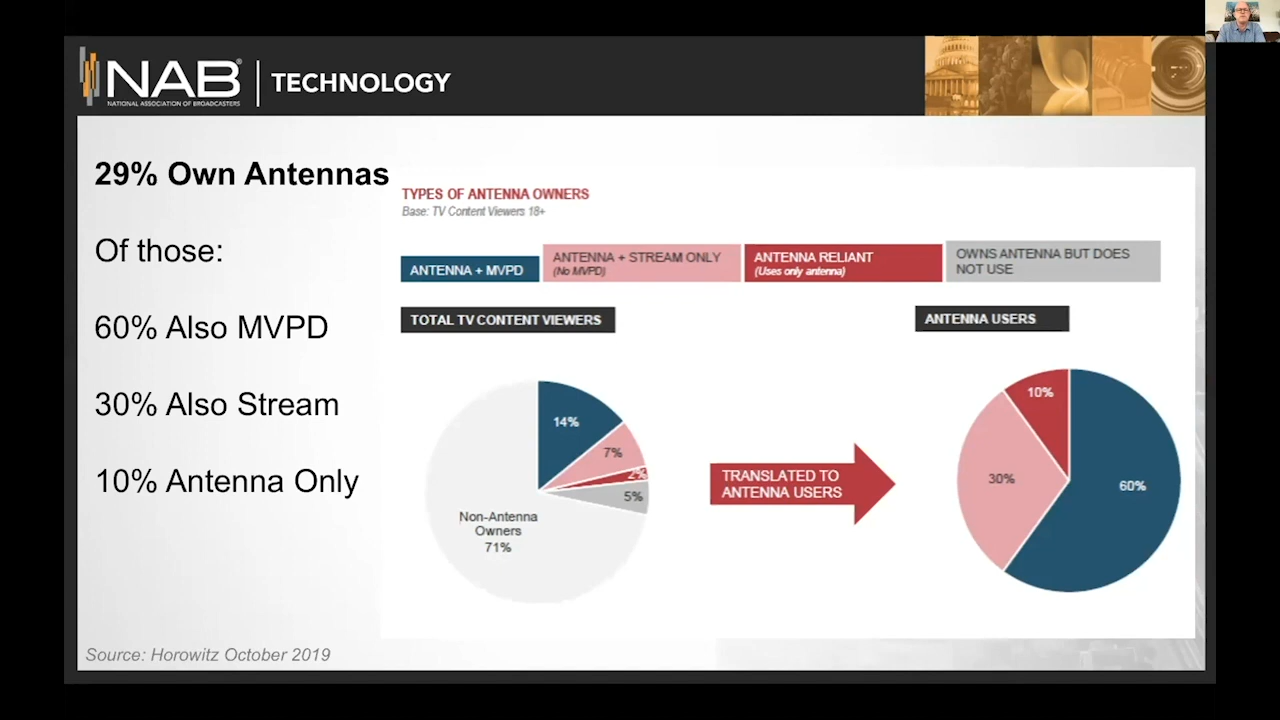 NAB®
NATIONAL ASSOCIATION OF BROADCASTERS
TECHNOLOGY
29% Own Antennas
Of those:
60% Also MVPD
30% Also Stream
10% Antenna Only
Source: Horowitz October 2019
TYPES OF ANTENNA OWNERS
Base: TV Content Viewers 18+
ANTENNA + MVPD
ANTENNA + STREAM ONLY
(No MVPD)
ANTENNA RELIANT
(Uses only antenna)
OWNS ANTENNA BUT DOES
NOT USE
TOTAL TV CONTENT VIEWERS
14%
7%
2%
5%
Non-Antenna
Owners
71%
TRANSLATED TO
ANTENNA USERS
ANTENNA USERS
10%
30%
60%